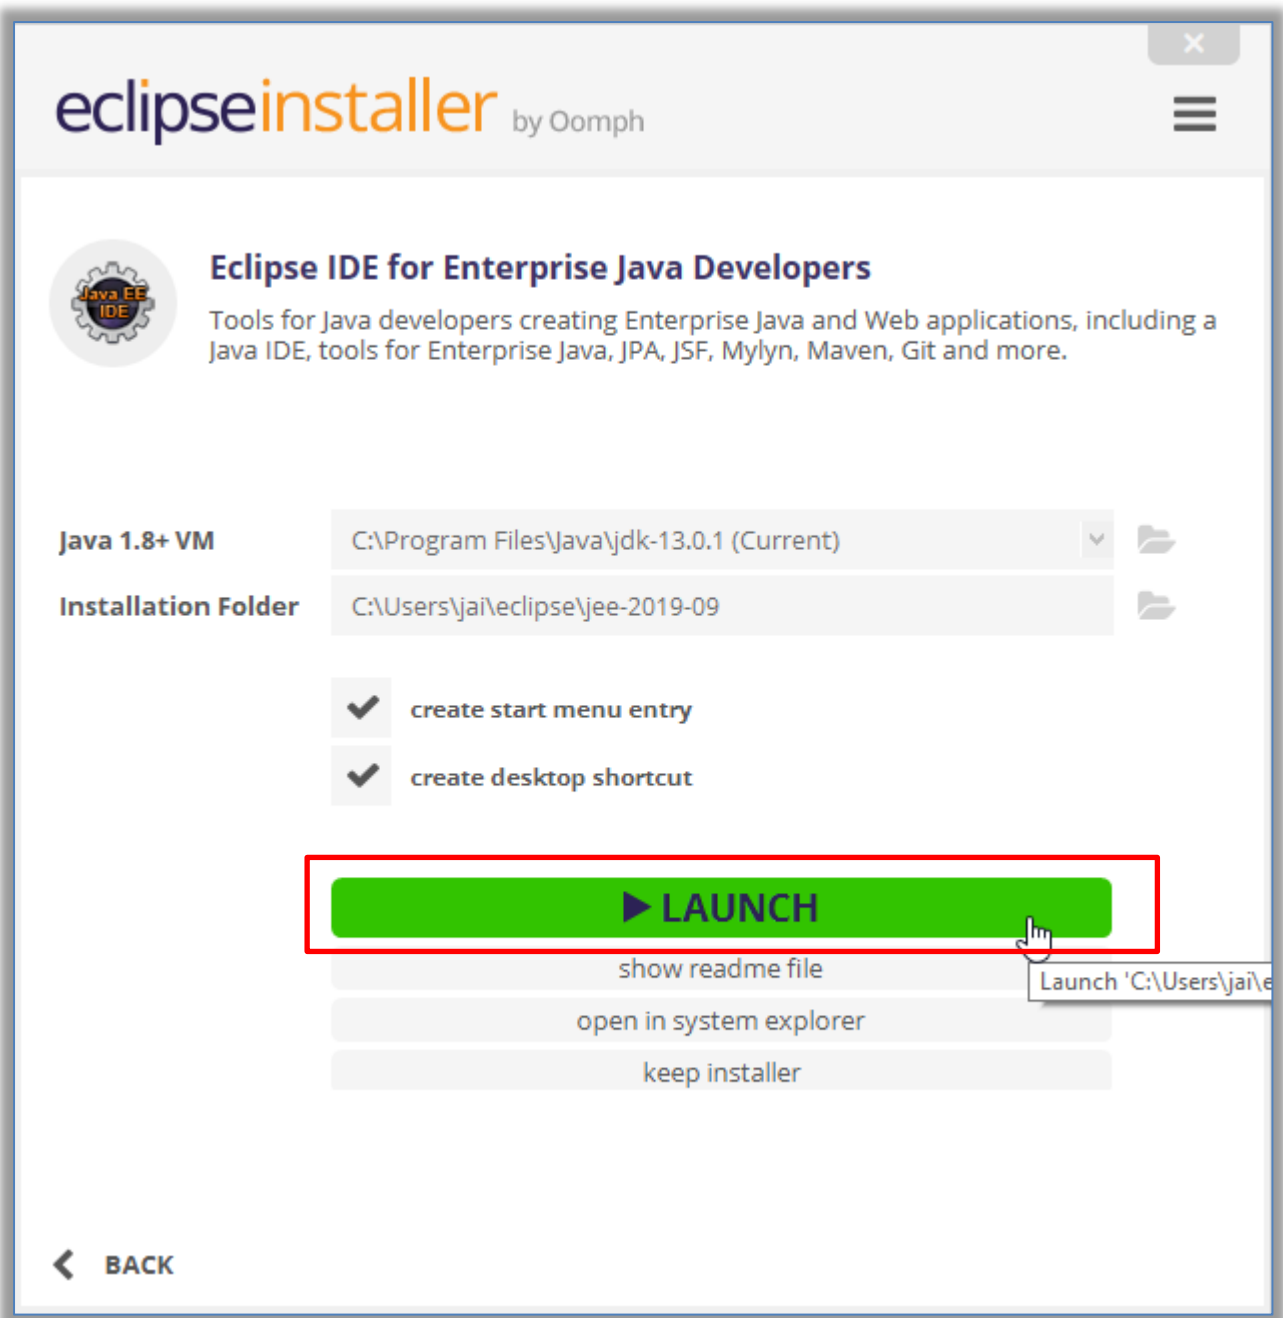 ×
eclipseinstaller by Oomph
Java EE
IDE
Eclipse IDE for Enterprise Java Developers
Tools for Java developers creating Enterprise Java and Web applications, including a
Java IDE, tools for Enterprise Java, JPA, JSF, Mylyn, Maven, Git and more.
Java 1.8+ VM C:\Program Files\Java\jdk-13.0.1 (Current)
Installation Folder C:\Users\jai\eclipse\jee-2019-09
create start menu entry
create desktop shortcut
LAUNCH
show readme file
Launch 'C:\Users\jai\e
open in system explorer
keep installer
BACK